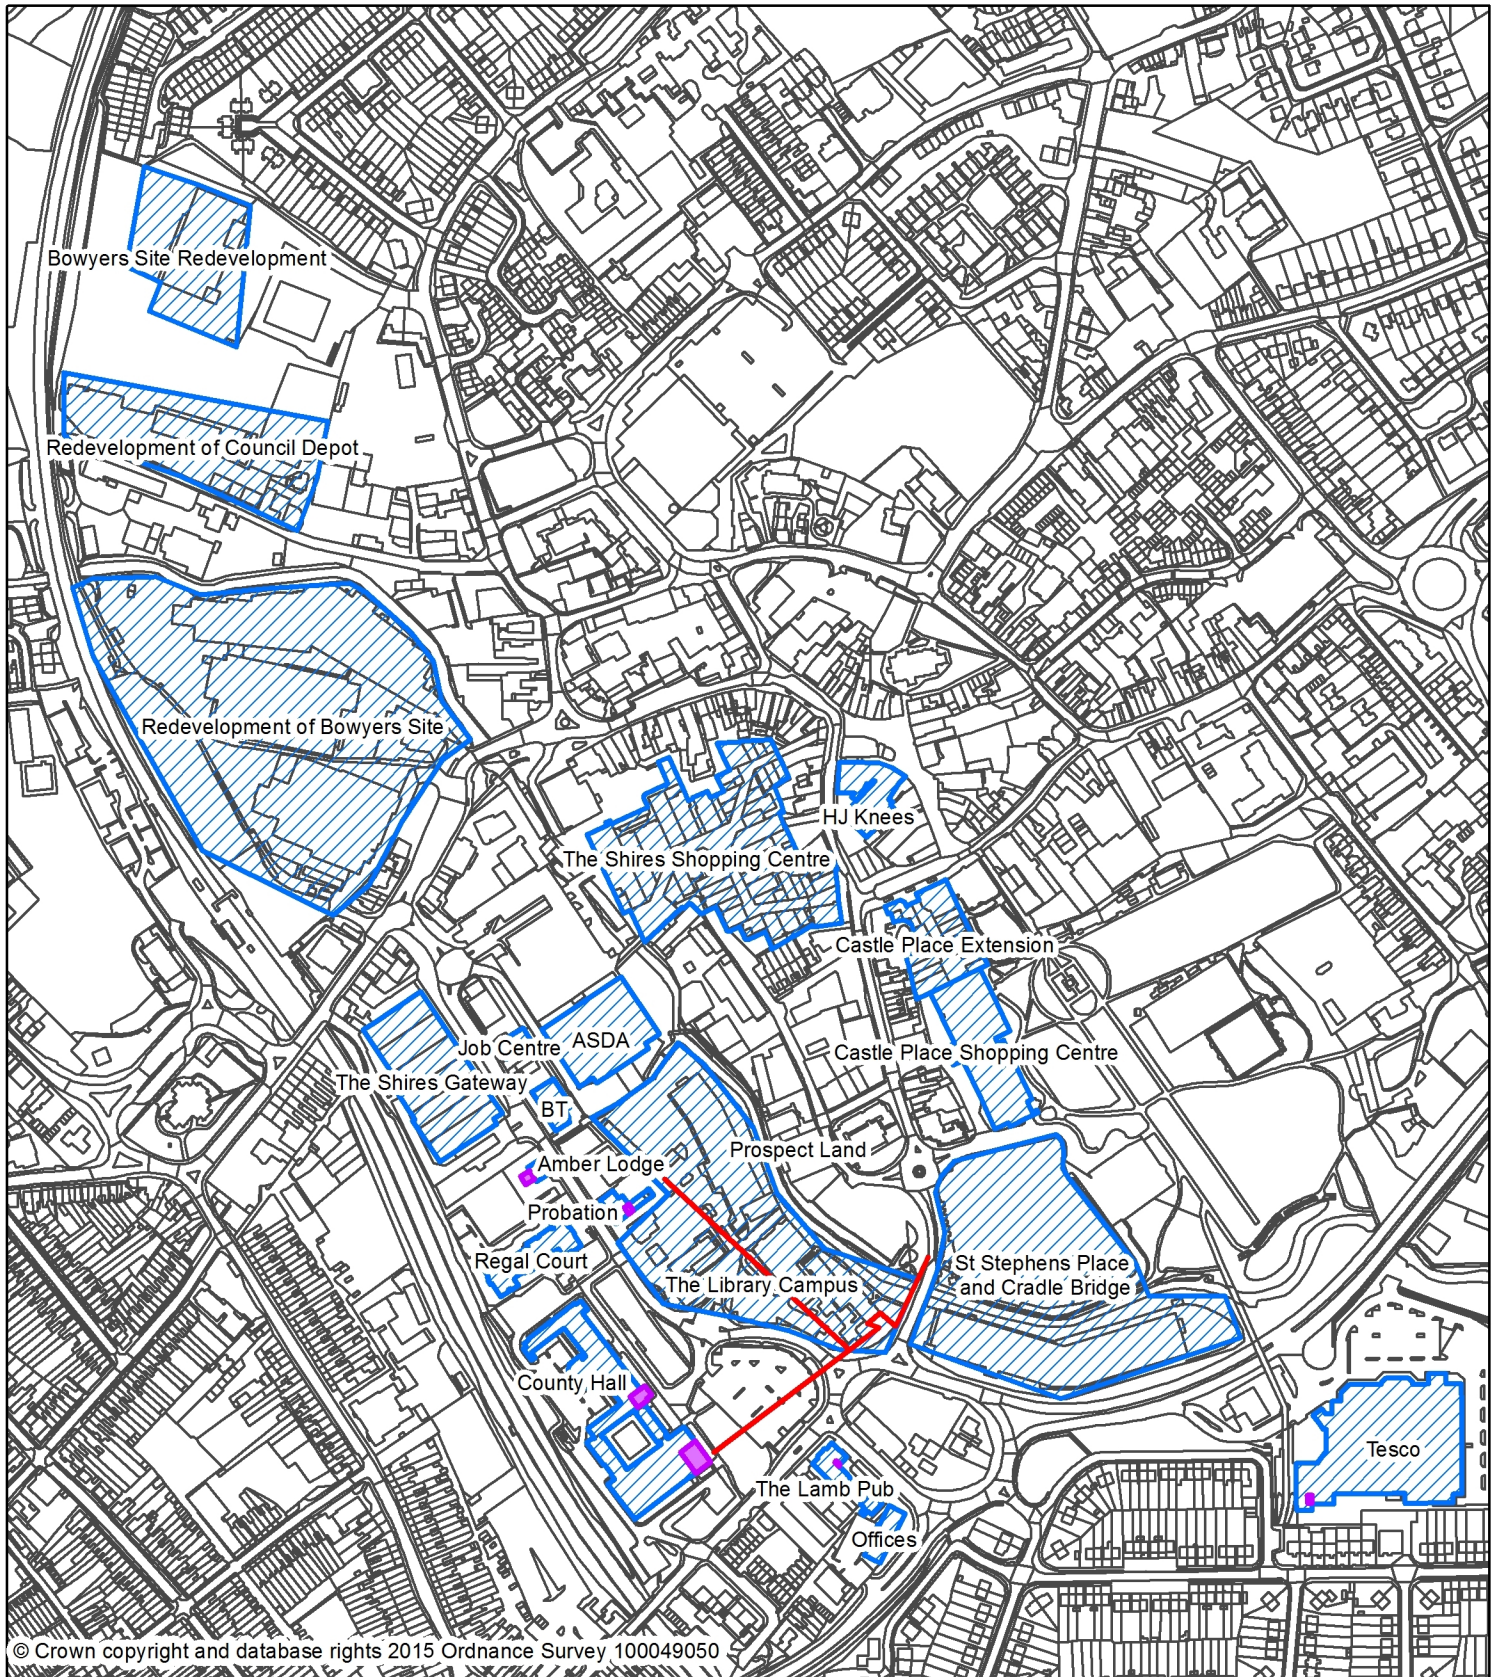 Bowyers Site Redevelopment
Redevelopment of Council Depot
Redevelopment of Bowyers Site
HJ Knees
The Shires Shopping Centre
Castle Place Extension
Job Centre
ASDA
Castle Place Shopping Centre
The Shires Gateway
BT
Prospect Land
Amber Lodge
Probation
Regal Court
The Library Campus
St Stephens Place
and Cradle Bridge
County Hall
Tesco
The Lamb Pub
Offices
© Crown copyright and database rights 2015 Ordnance Survey 100049050